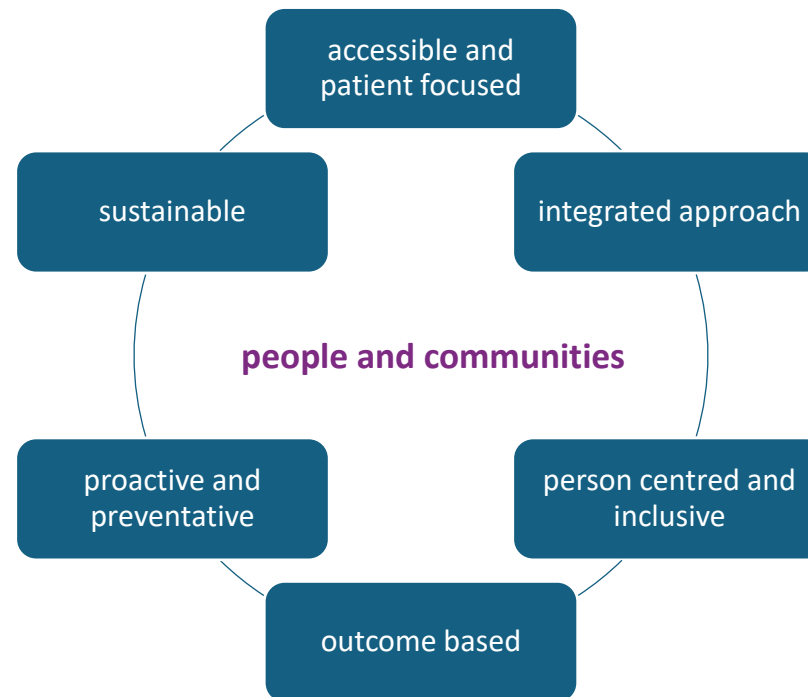 accessible and
patient focused
sustainable
integrated approach
people and communities
proactive and
preventative
person centred and
inclusive
outcome based